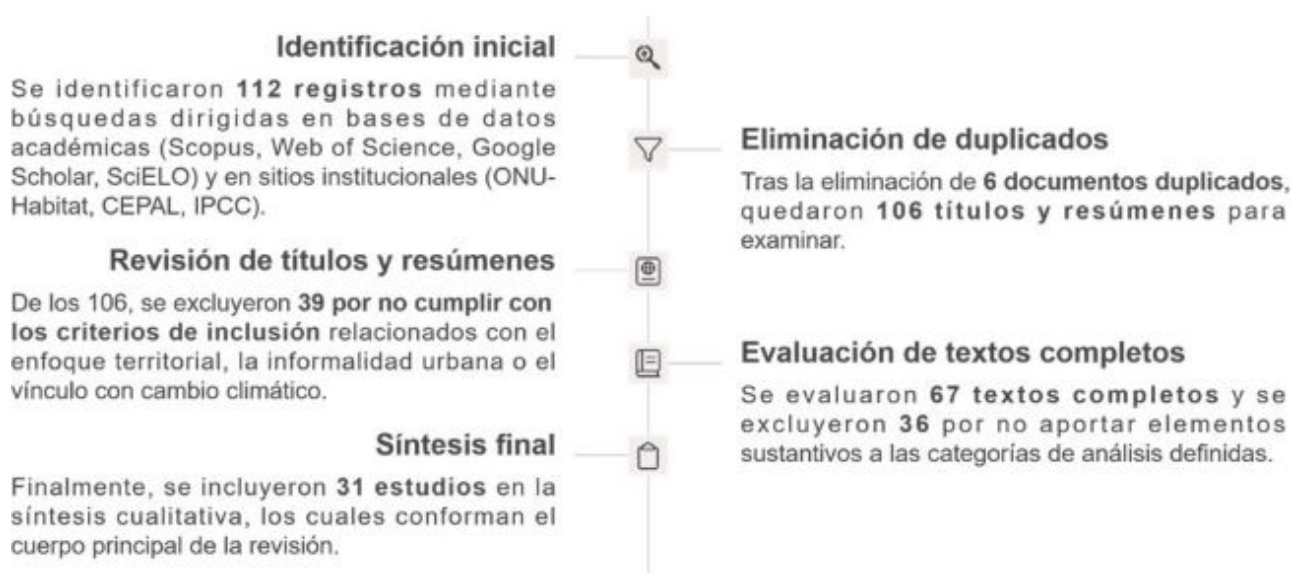 Identificación inicial
Se identificaron 112 registros mediante
búsquedas dirigidas en bases de datos
académicas (Scopus, Web of Science, Google
Scholar, SciELO) y en sitios institucionales (ONU-
Habitat, CEPAL, IPCC).
Eliminación de duplicados
Tras la eliminación de 6 documentos duplicados,
quedaron 106 títulos y resúmenes para
examinar.
Revisión de títulos y resúmenes
De los 106, se excluyeron 39 por no cumplir con
los criterios de inclusión relacionados con el
enfoque territorial, la informalidad urbana o el
vínculo con cambio climático.
Evaluación de textos completos
Se evaluaron 67 textos completos y se
excluyeron 36 por no aportar elementos
sustantivos a las categorías de análisis definidas.
Síntesis final
Finalmente, se incluyeron 31 estudios en la
síntesis cualitativa, los cuales conforman el
cuerpo principal de la revisión.